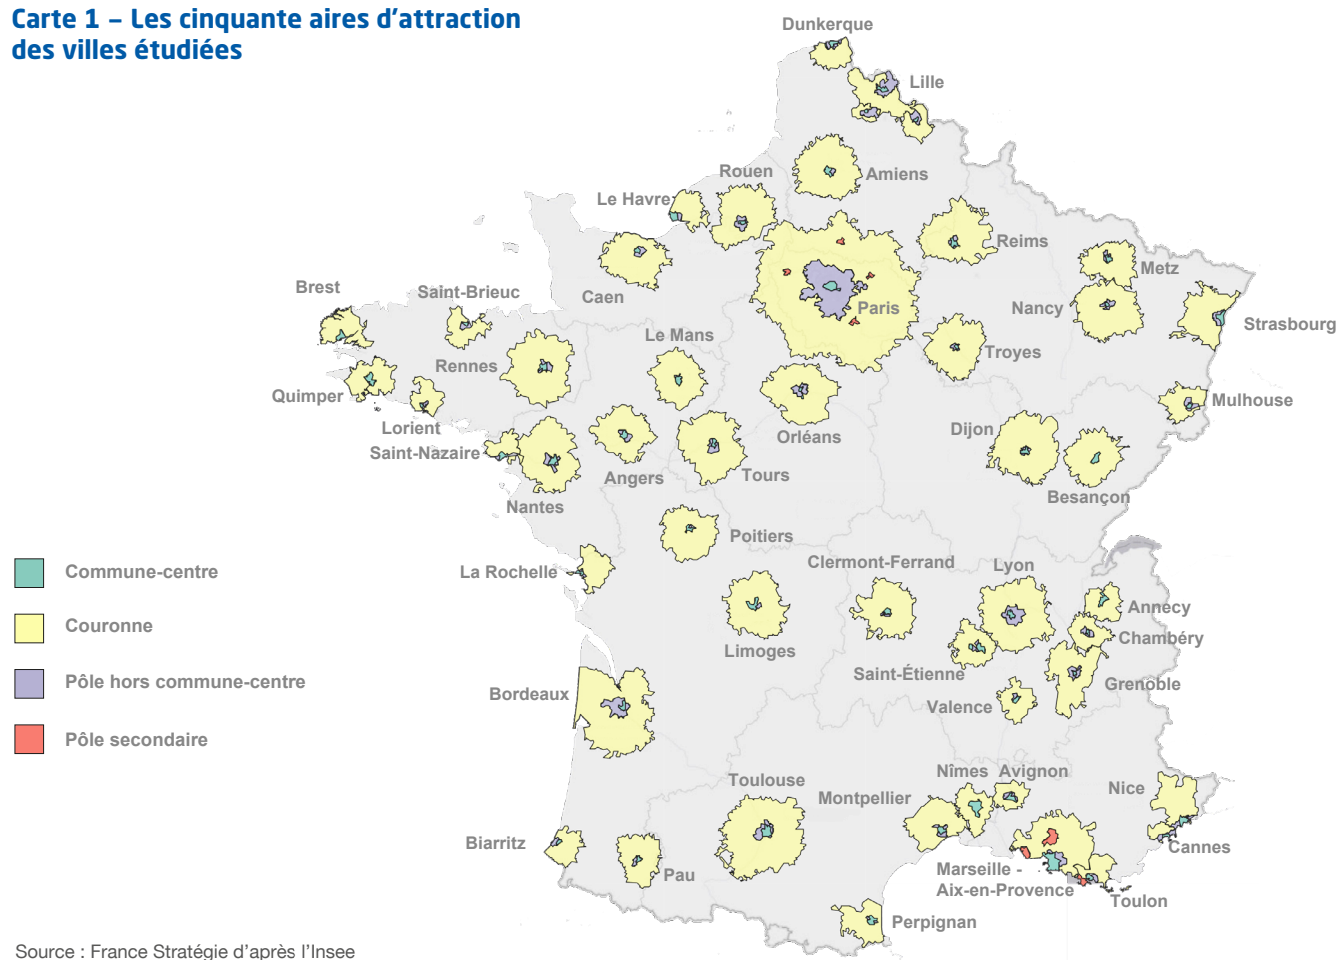 Carte 1 – Les cinquante aires d'attraction
des villes étudiées
Dunkerque
Lille
Amiens
Rouen
Le Havre
Reims
Metz
Caen
Paris
Nancy
Strasbourg
Brest
Saint-Brieuc
Le Mans
Troyes
Rennes
Quimper
Mulhouse
Lorient
Orléans
Dijon
Saint-Nazaire
Angers
Tours
Besançon
Nantes
Poitiers
La Rochelle
Clermont-Ferrand
Lyon
Annecy
Chambéry
Limoges
Saint-Étienne
Grenoble
Bordeaux
Valence
Commune-centre
Couronne
Pôle hors commune-centre
Pôle secondaire
Toulouse
Montpellier
Nîmes
Avignon
Nice
Biarritz
Cannes
Pau
Marseille -
Aix-en-Provence
Toulon
Perpignan
Source : France Stratégie d'après l'Insee